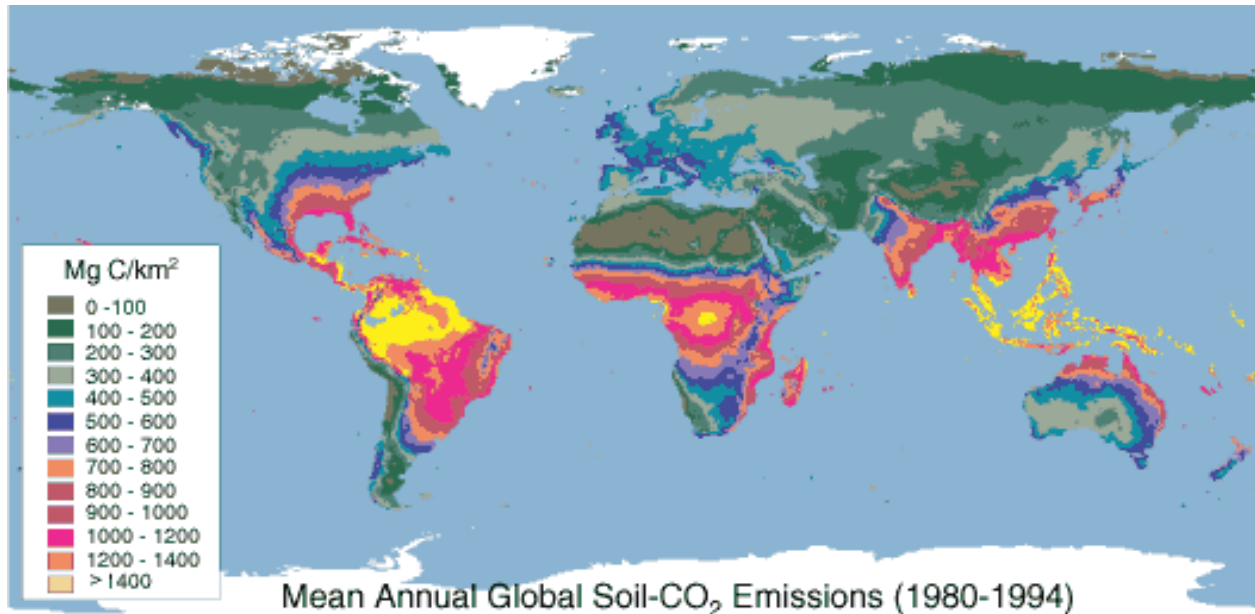 Mg C/km²
0 -100
100 - 200
200 - 300
300 - 400
400 - 500
500 - 600
600 - 700
700 - 800
800 - 900
900 - 1000
1000 - 1200
1200 - 1400
>1400
Mean Annual Global Soil-CO₂ Emissions (1980-1994)